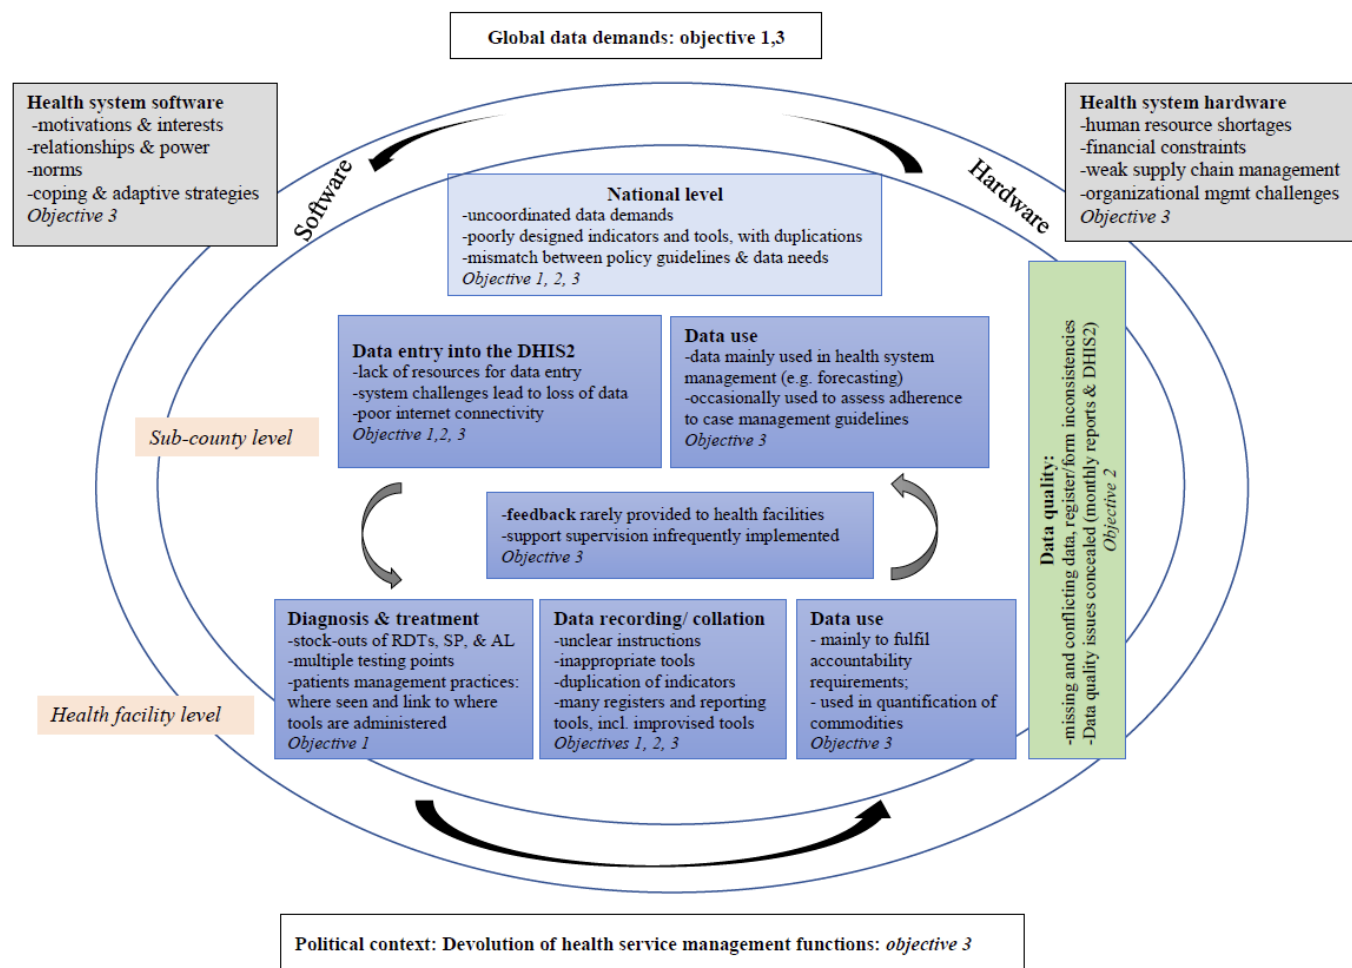 Global data demands: objective 1,3
Health system software
-motivations & interests
-relationships & power
-norms
-coping & adaptive strategies
Objective 3
Health system hardware
-human resource shortages
-financial constraints
-weak supply chain management
-organizational mgmt challenges
Objective 3
Software
Hardware
National level
-uncoordinated data demands
-poorly designed indicators and tools, with duplications
-mismatch between policy guidelines & data needs
Objective 1, 2, 3
Data entry into the DHIS2
-lack of resources for data entry
-system challenges lead to loss of data
-poor internet connectivity
Objective 1,2, 3
Data use
-data mainly used in health system
management (e.g. forecasting)
-occasionally used to assess adherence
to case management guidelines
Objective 3
Sub-county level
-feedback rarely provided to health facilities
-support supervision infrequently implemented
Objective 3
Data quality:
-missing and conflicting data, register/form inconsistencies
-Data quality issues concealed (monthly reports & DHIS2)
Objective 2
Diagnosis & treatment
-stock-outs of RDTs, SP, & AL
-multiple testing points
-patients management practices:
where seen and link to where
tools are administered
Objective 1
Data recording/ collation
-unclear instructions
-inappropriate tools
-duplication of indicators
-many registers and reporting
tools, incl. improvised tools
Objectives 1, 2, 3
Data use
- mainly to fulfil
accountability
requirements;
- used in quantification of
commodities
Objective 3
Health facility level
Political context: Devolution of health service management functions: objective 3